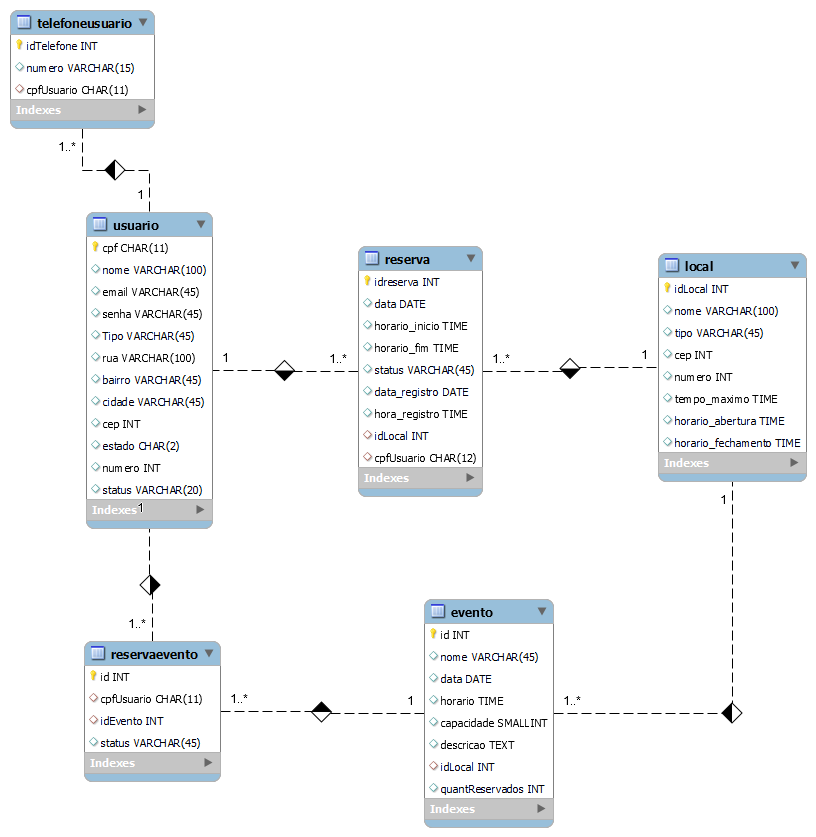 telefoneusuario
idTelefone INT
numero VARCHAR(15)
cpfUsuario CHAR(11)
Indexes
1..*
1
usuario
cpf CHAR(11)
nome VARCHAR(100)
email VARCHAR(45)
senha VARCHAR(45)
Tipo VARCHAR(45)
rua VARCHAR(100)
bairro VARCHAR(45)
cidade VARCHAR(45)
cep INT
estado CHAR(2)
numero INT
status VARCHAR(20)
Indexes
1
1
1..*
reserva
idreserva INT
data DATE
horario_inicio TIME
horario_fim TIME
status VARCHAR(45)
data_registro DATE
hora_registro TIME
idLocal INT
cpfUsuario CHAR(12)
Indexes
1..*
1
local
idLocal INT
nome VARCHAR(100)
tipo VARCHAR(45)
cep INT
numero INT
tempo_maximo TIME
horario_abertura TIME
horario_fechamento TIME
Indexes
1
1..*
reservaevento
id INT
cpfUsuario CHAR(11)
idEvento INT
status VARCHAR(45)
Indexes
1..*
1
evento
id INT
nome VARCHAR(45)
data DATE
horario TIME
capacidade SMALLINT
descricao TEXT
idLocal INT
quantReservados INT
Indexes
1..*